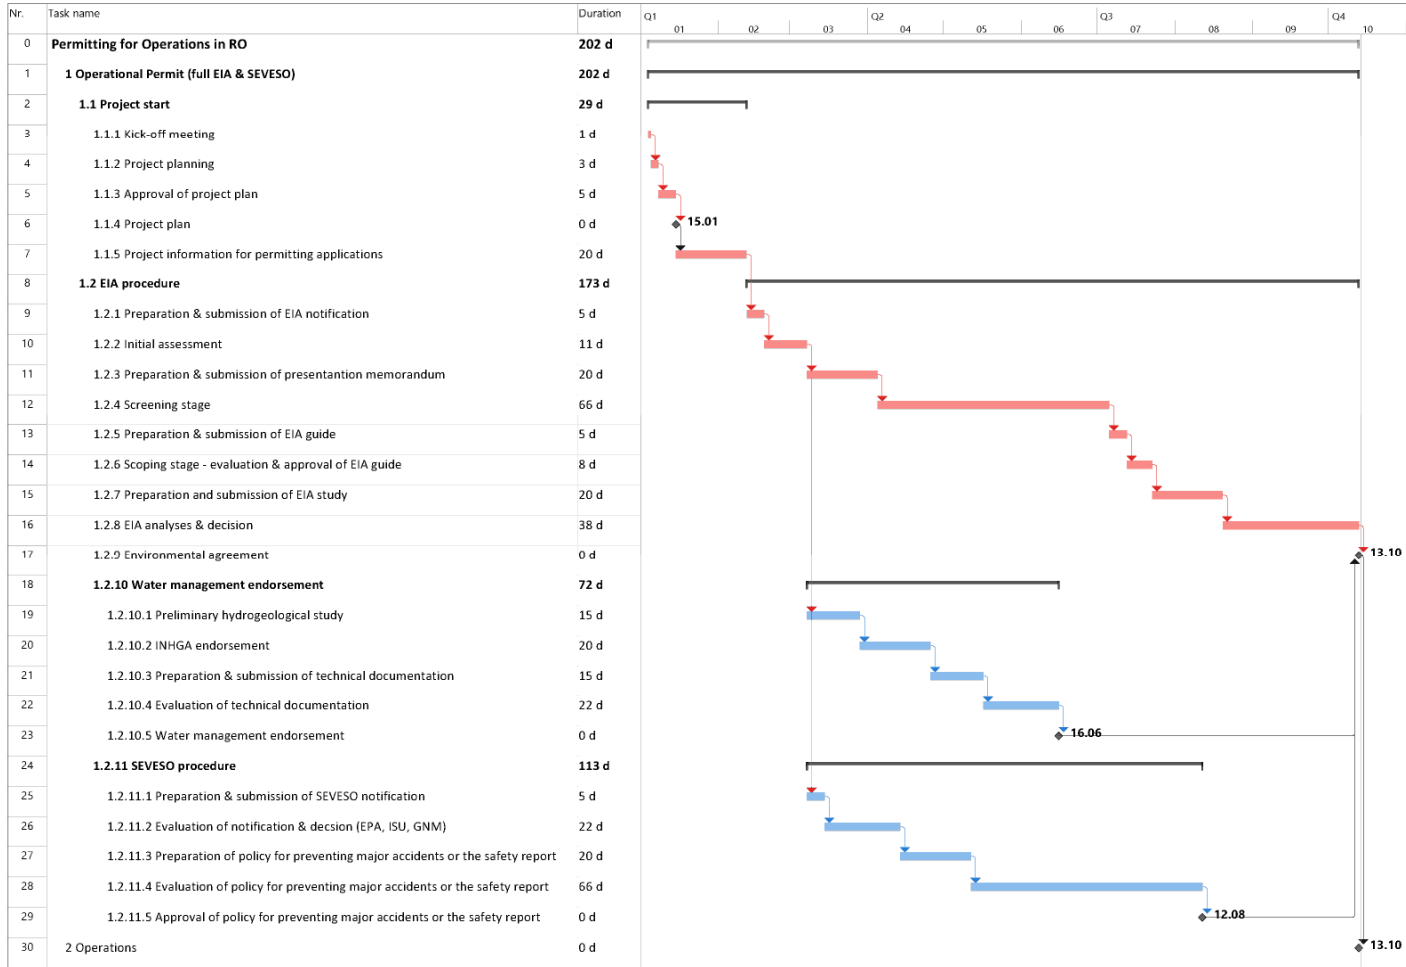 Nr. Task name Duration Q1 Q2 Q3 Q4
01 02 03 04 05 06 07 08 09 10
0 Permitting for Operations in RO 202 d
1 1 Operational Permit (full EIA & SEVESO) 202 d
2 1.1 Project start 29 d
3 1.1.1 Kick-off meeting 1 d
4 1.1.2 Project planning 3 d
5 1.1.3 Approval of project plan 5 d
6 1.1.4 Project plan 0 d 15.01
7 1.1.5 Project information for permitting applications 20 d
8 1.2 EIA procedure 173 d
9 1.2.1 Preparation & submission of EIA notification 5 d
10 1.2.2 Initial assessment 11 d
11 1.2.3 Preparation & submission of presentantion memorandum 20 d
12 1.2.4 Screening stage 66 d
13 1.2.5 Preparation & submission of EIA guide 5 d
14 1.2.6 Scoping stage - evaluation & approval of EIA guide 8 d
15 1.2.7 Preparation and submission of EIA study 20 d
16 1.2.8 EIA analyses & decision 38 d
17 1.2.9 Environmental agreement 0 d 13.10
18 1.2.10 Water management endorsement 72 d
19 1.2.10.1 Preliminary hydrogeological study 15 d
20 1.2.10.2 INHGA endorsement 20 d
21 1.2.10.3 Preparation & submission of technical documentation 15 d
22 1.2.10.4 Evaluation of technical documentation 22 d
23 1.2.10.5 Water management endorsement 0 d 16.06
24 1.2.11 SEVESO procedure 113 d
25 1.2.11.1 Preparation & submission of SEVESO notification 5 d
26 1.2.11.2 Evaluation of notification & decsion (EPA, ISU, GNM) 22 d
27 1.2.11.3 Preparation of policy for preventing major accidents or the safety report 20 d
28 1.2.11.4 Evaluation of policy for preventing major accidents or the safety report 66 d
29 1.2.11.5 Approval of policy for preventing major accidents or the safety report 0 d 12.08
30 2 Operations 0 d 13.10